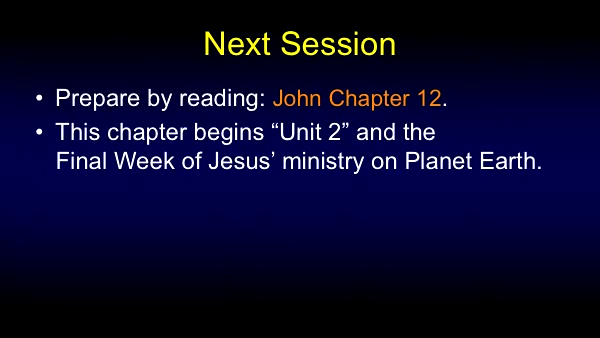 Next Session
• Prepare by reading: John Chapter 12.
• This chapter begins “Unit 2” and the
Final Week of Jesus’ ministry on Planet Earth.